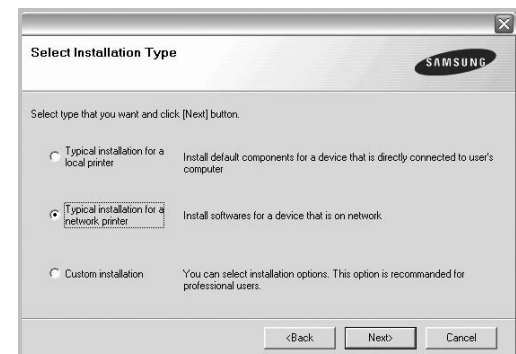 Select Installation Type
SAMSUNG
Select type that you want and click [Next] button.
Typical installation for a
local printer
Install default components for a device that is directly connected to user's
computer
Typical installation for a
network printer
Install softwares for a device that is on network
Custom installation
You can select installation options. This option is recommanded for
professional users.
<Back
Next>
Cancel